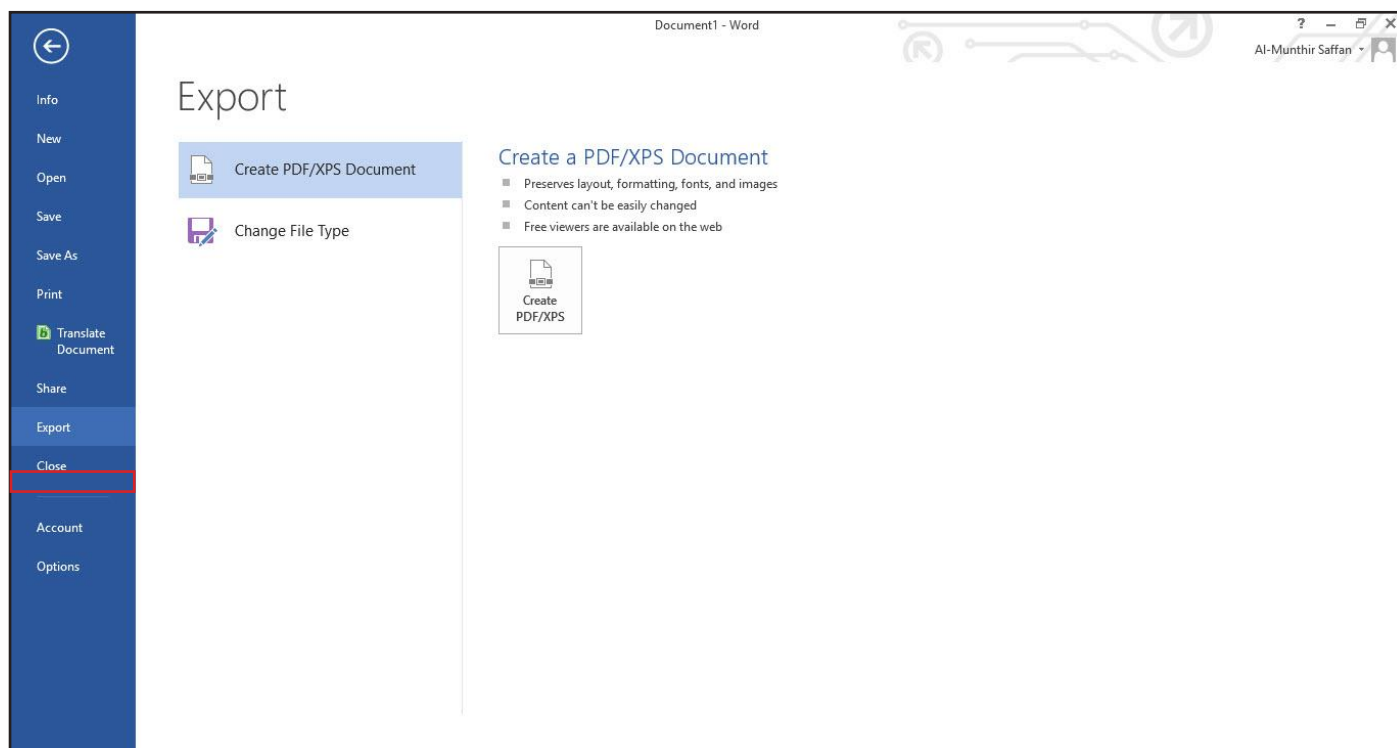 Document1 - Word
?
Al-Munthir Saffan
Info
New
Open
Save
Save As
Print
Translate
Document
Share
Export
Close
Account
Options
Export
Create PDF/XPS Document
Change File Type
Create a PDF/XPS Document
Preserves layout, formatting, fonts, and images
Content can't be easily changed
Free viewers are available on the web
Create
PDF/XPS